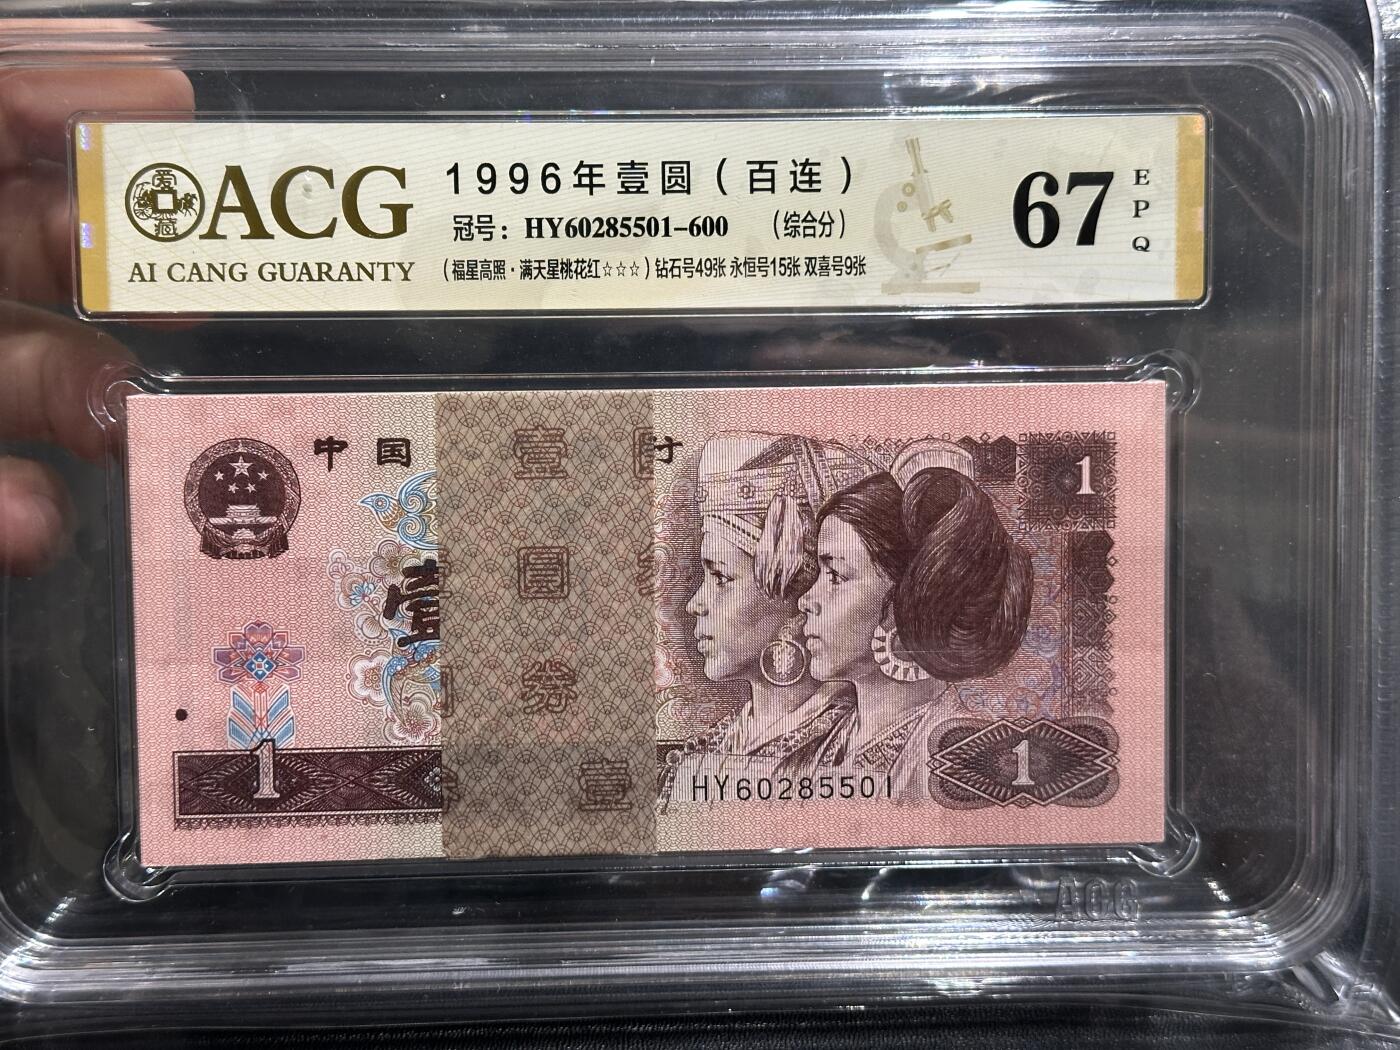 ACG
AI CANG GUARANTY
1996年壹圆(百连)
冠号: HY60285501-600 (综合分)
(福星高照·满天星桃花红☆☆☆)钻石号49张 永恒号15张 双喜号9张
67
EPQ
中国
壹
壹
圆
券
壹
1
1
1
HY60285501
ACG